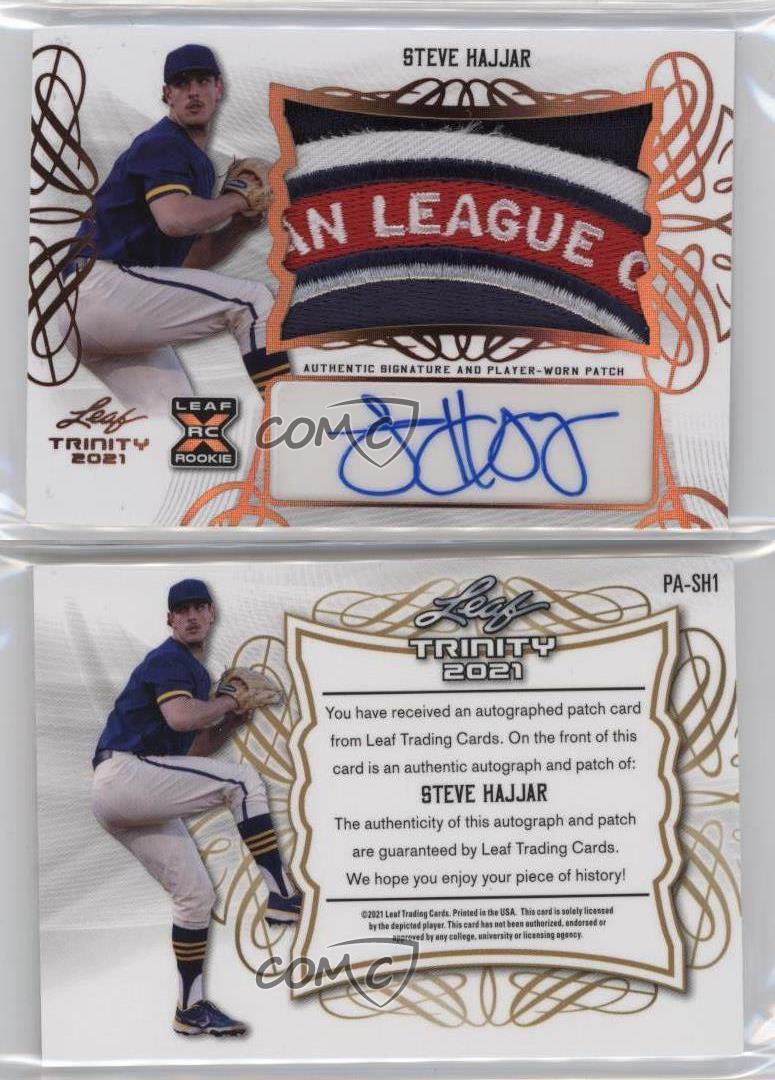 STEVE HAJJAR
AN LEAGUE C
AUTHENTIC SIGNATURE AND PLAYER-WORN PATCH
Leaf
TRINITY
2021
LEAF
RC
ROOKIE
COMC
PA-SH1
Leaf
TRINITY
2021
You have received an autographed patch card
from Leaf Trading Cards. On the front of this
card is an authentic autograph and patch of:
STEVE HAJJAR
The authenticity of this autograph and patch
are guaranteed by Leaf Trading Cards.
We hope you enjoy your piece of history!
©2021 Leaf Trading Cards. Printed in the USA. This card is solely licensed
by the depicted player. This card has not been authorized, endorsed or
approved by any college, university or licensing agency.
COMC